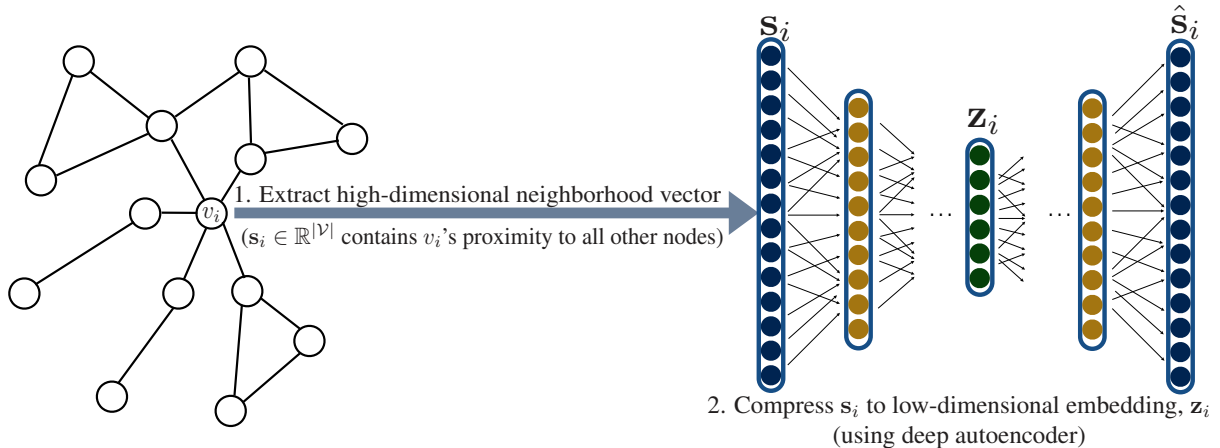 s_i
ŝ_i
z_i
v_i
1. Extract high-dimensional neighborhood vector
(s_i ∈ ℝ^|𝒱| contains v_i's proximity to all other nodes)
...
...
2. Compress s_i to low-dimensional embedding, z_i
(using deep autoencoder)